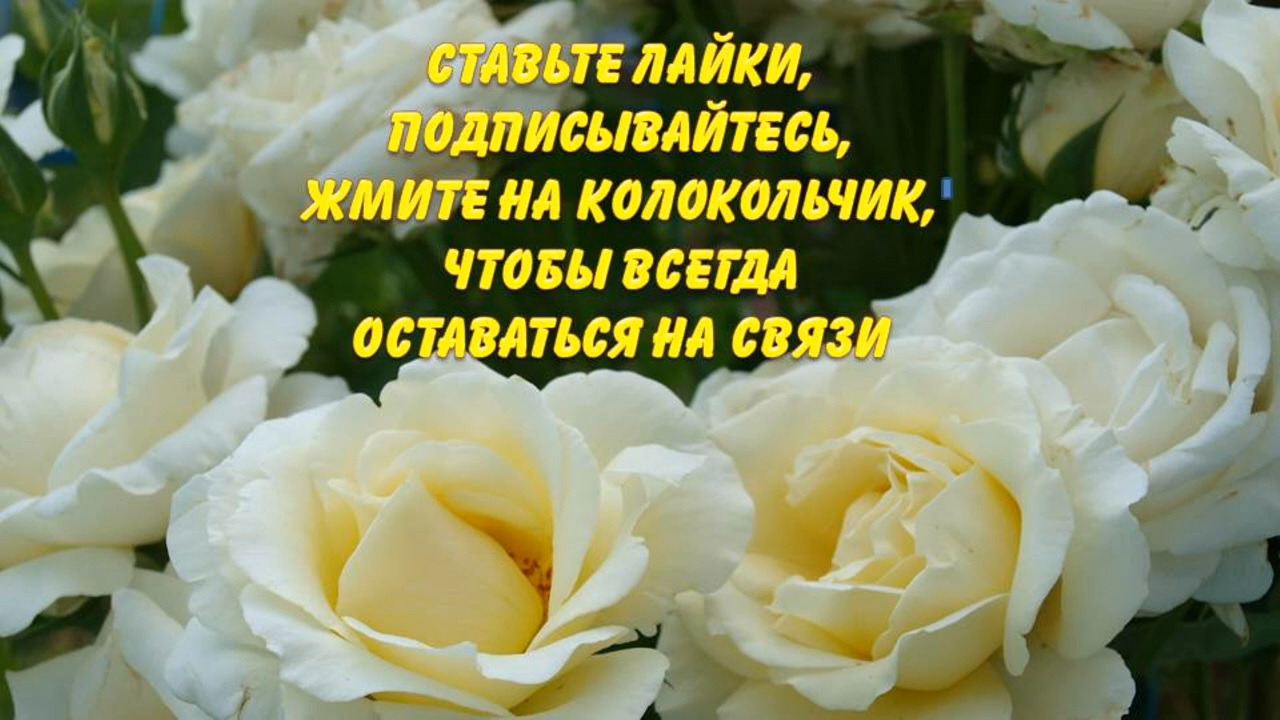 СТАВЬТЕ ЛАЙКИ,
ПОДПИСЫВАЙТЕСЬ,
ЖМИТЕ НА КОЛОКОЛЬЧИК,
ЧТОБЫ ВСЕГДА
ОСТАВАТЬСЯ НА СВЯЗИ